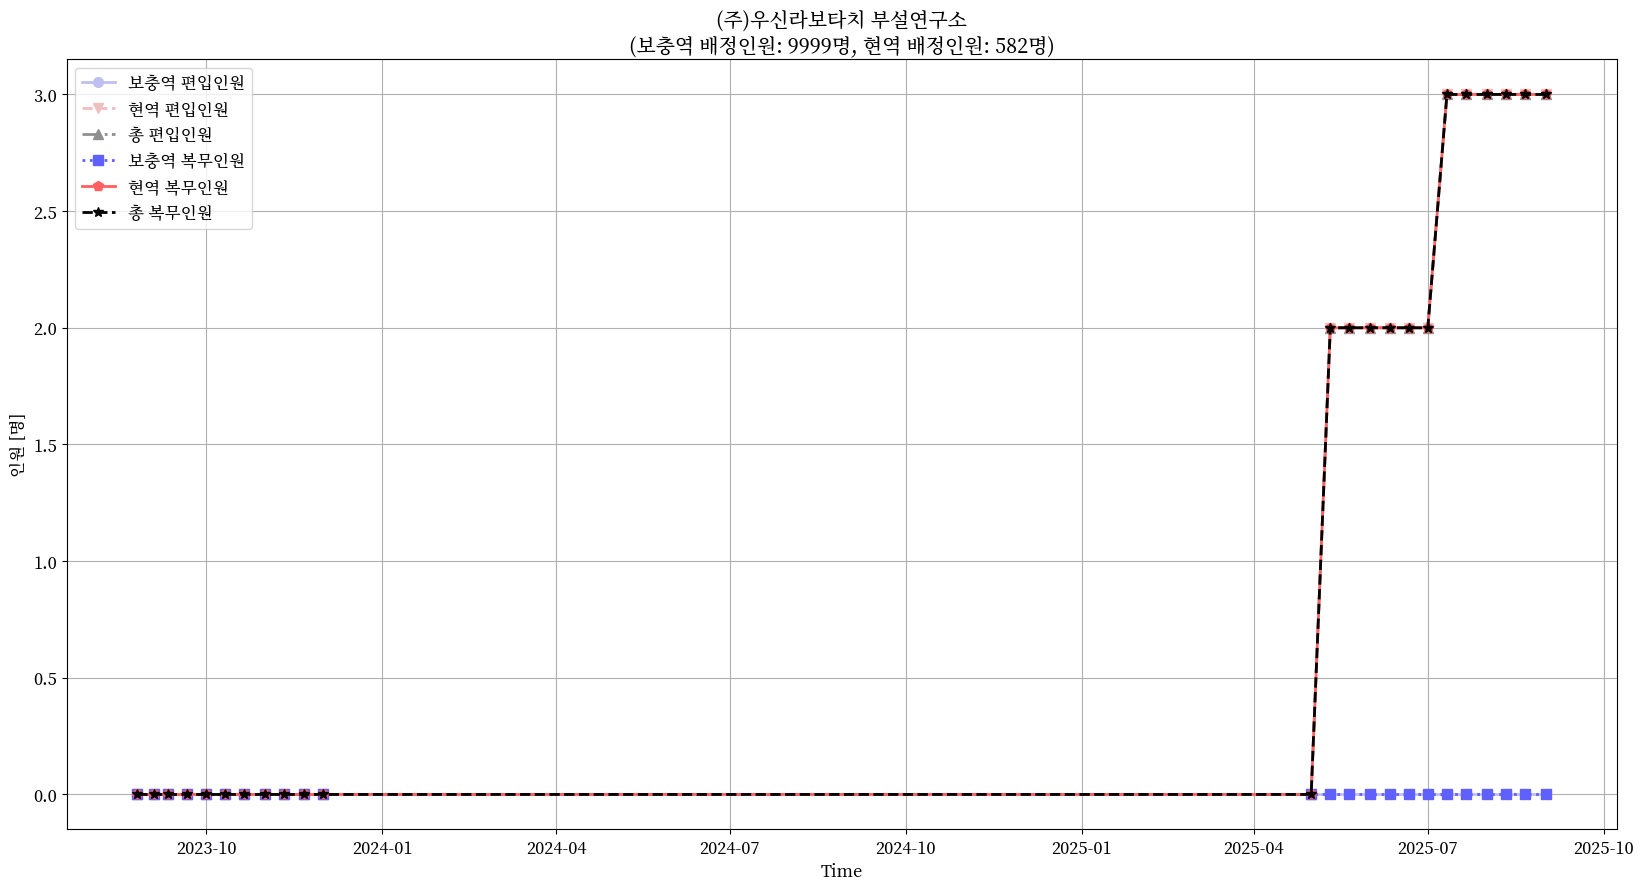 (주)우신라보타치 부설연구소
(보충역 배정인원: 9999명, 현역 배정인원: 582명)
보충역 편입인원
현역 편입인원
총 편입인원
보충역 복무인원
현역 복무인원
총 복무인원
인원 [명]
3.0
2.5
2.0
1.5
1.0
0.5
0.0
2023-10
2024-01
2024-04
2024-07
2024-10
2025-01
2025-04
2025-07
2025-10
Time